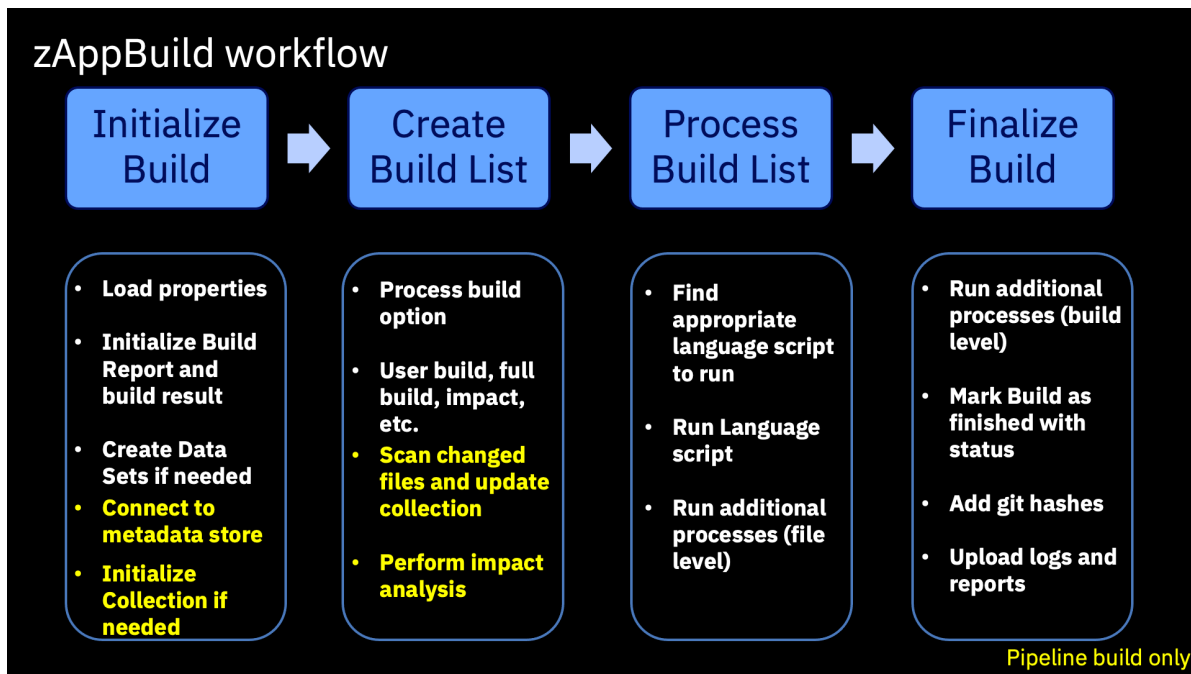 zAppBuild workflow
Initialize
Build
Create
Build List
Process
Build List
Finalize
Build
• Load properties
• Initialize Build
Report and
build result
• Create Data
Sets if needed
• Connect to
metadata store
• Initialize
Collection if
needed
• Process build
option
• User build, full
build, impact,
etc.
• Scan changed
files and update
collection
• Perform impact
analysis
• Find
appropriate
language script
to run
• Run Language
script
• Run additional
processes (file
level)
• Run additional
processes (build
level)
• Mark Build as
finished with
status
• Add git hashes
• Upload logs and
reports
Pipeline build only